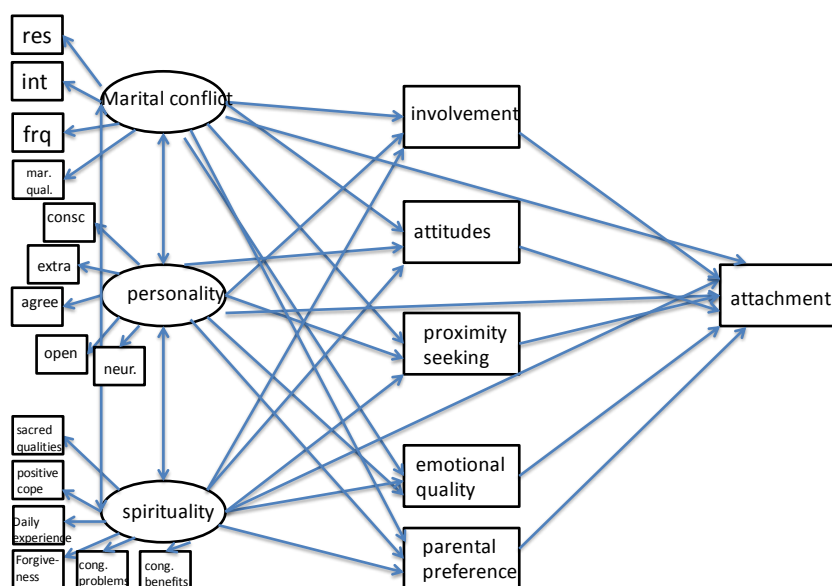 res
int
frq
mar.
qual.
consc
extra
agree
open
neur.
sacred
qualities
positive
cope
Daily
experience
Forgive-
ness
cong.
problems
cong.
benefits
Marital conflict
personality
spirituality
involvement
attitudes
proximity
seeking
emotional
quality
parental
preference
attachment